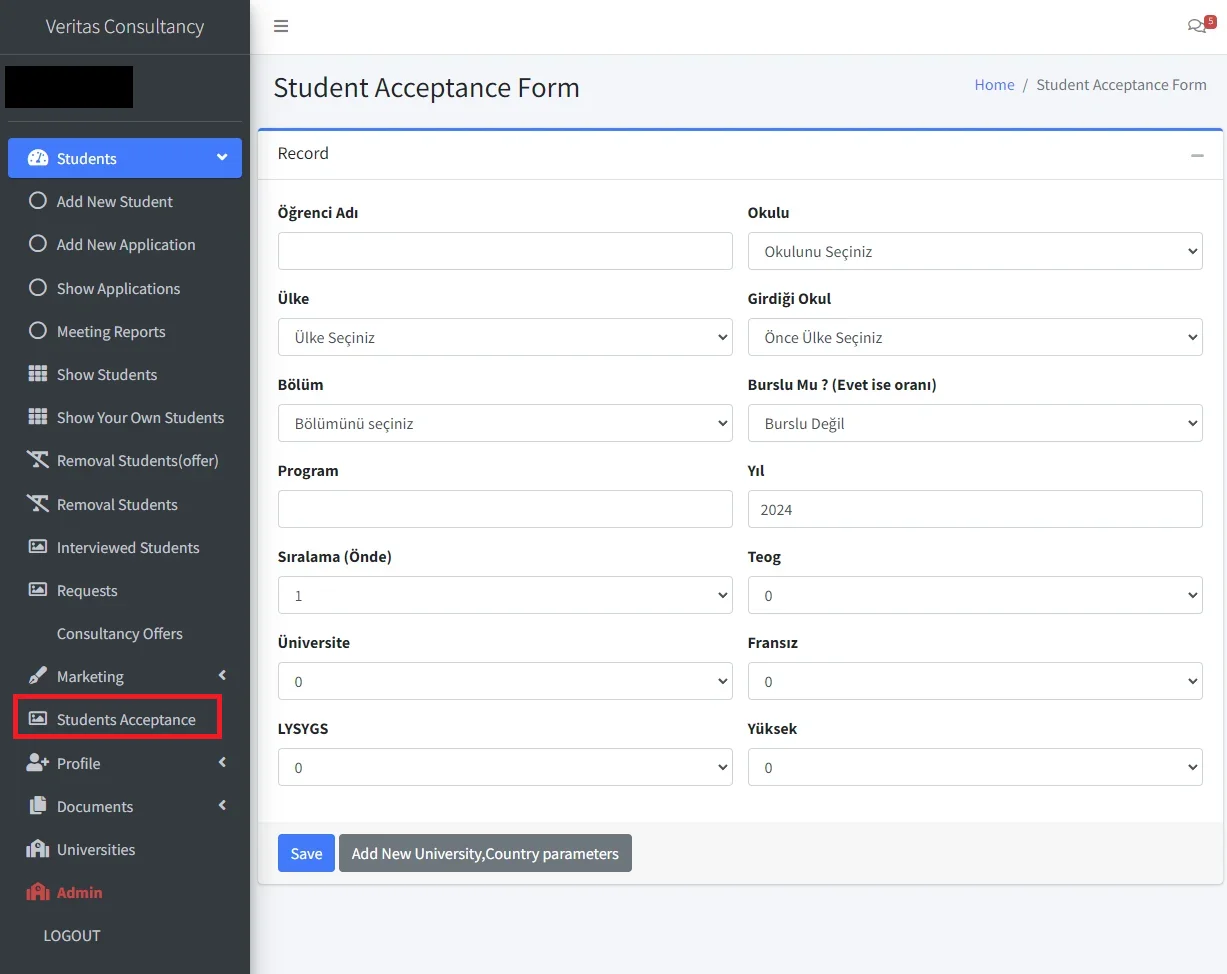 Veritas Consultancy
5
Students
Add New Student
Add New Application
Show Applications
Meeting Reports
Show Students
Show Your Own Students
Removal Students(offer)
Removal Students
Interviewed Students
Requests
Consultancy Offers
Marketing
Students Acceptance
Profile
Documents
Universities
Admin
LOGOUT
Student Acceptance Form
Home / Student Acceptance Form
Record
Öğrenci Adı
Okulu
Okulunu Seçiniz
Ülke
Girdiği Okul
Ülke Seçiniz
Önce Ülke Seçiniz
Bölüm
Burslu Mu ? (Evet ise oranı)
Bölümünü seçiniz
Burslu Değil
Program
Yıl
2024
Sıralama (Önde)
Teog
1
0
Üniversite
Fransız
0
0
LYSYGS
Yüksek
0
0
Save
Add New University,Country parameters